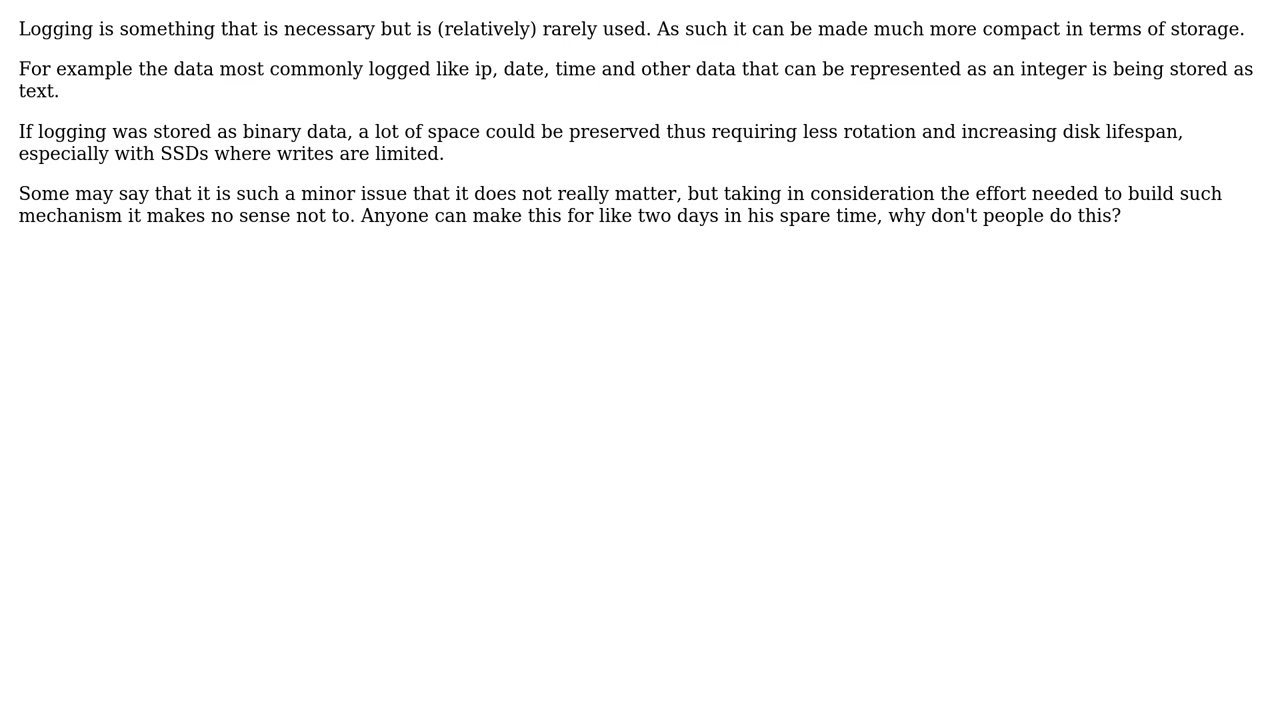 Logging is something that is necessary but is (relatively) rarely used. As such it can be made much more compact in terms of storage.
For example the data most commonly logged like ip, date, time and other data that can be represented as an integer is being stored as
text.
If logging was stored as binary data, a lot of space could be preserved thus requiring less rotation and increasing disk lifespan,
especially with SSDs where writes are limited.
Some may say that it is such a minor issue that it does not really matter, but taking in consideration the effort needed to build such
mechanism it makes no sense not to. Anyone can make this for like two days in his spare time, why don't people do this?